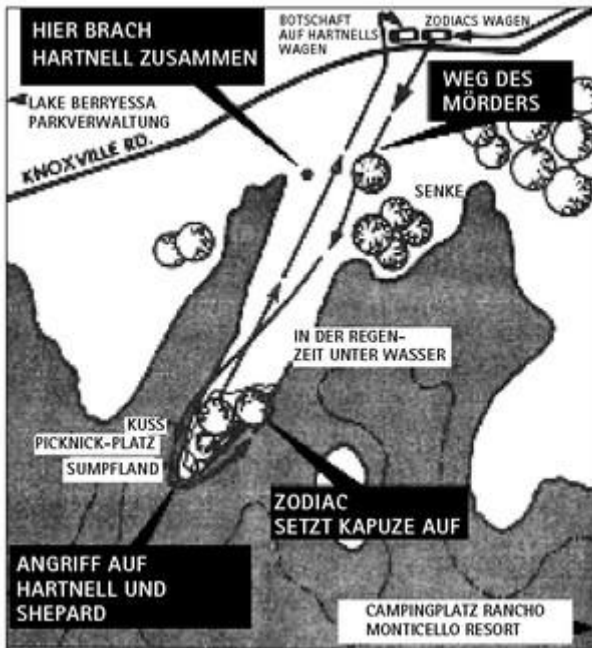 HIER BRACH
HARTNELL ZUSAMMEN
BOTSCHAFT
AUF HARTNELLS
WAGEN
ZODIACS WAGEN
WEG DES
MÖRDERS
LAKE BERRYESSA
PARKVERWALTUNG
KNOXVILLE RD.
SENKE
IN DER REGEN-
ZEIT UNTER WASSER
KUSS
PICKNICK-PLATZ
SUMPFLAND
ZODIAC
SETZT KAPUZE AUF
ANGRIFF AUF
HARTNELL UND
SHEPARD
CAMPINGPLATZ RANCHO
MONTICELLO RESORT